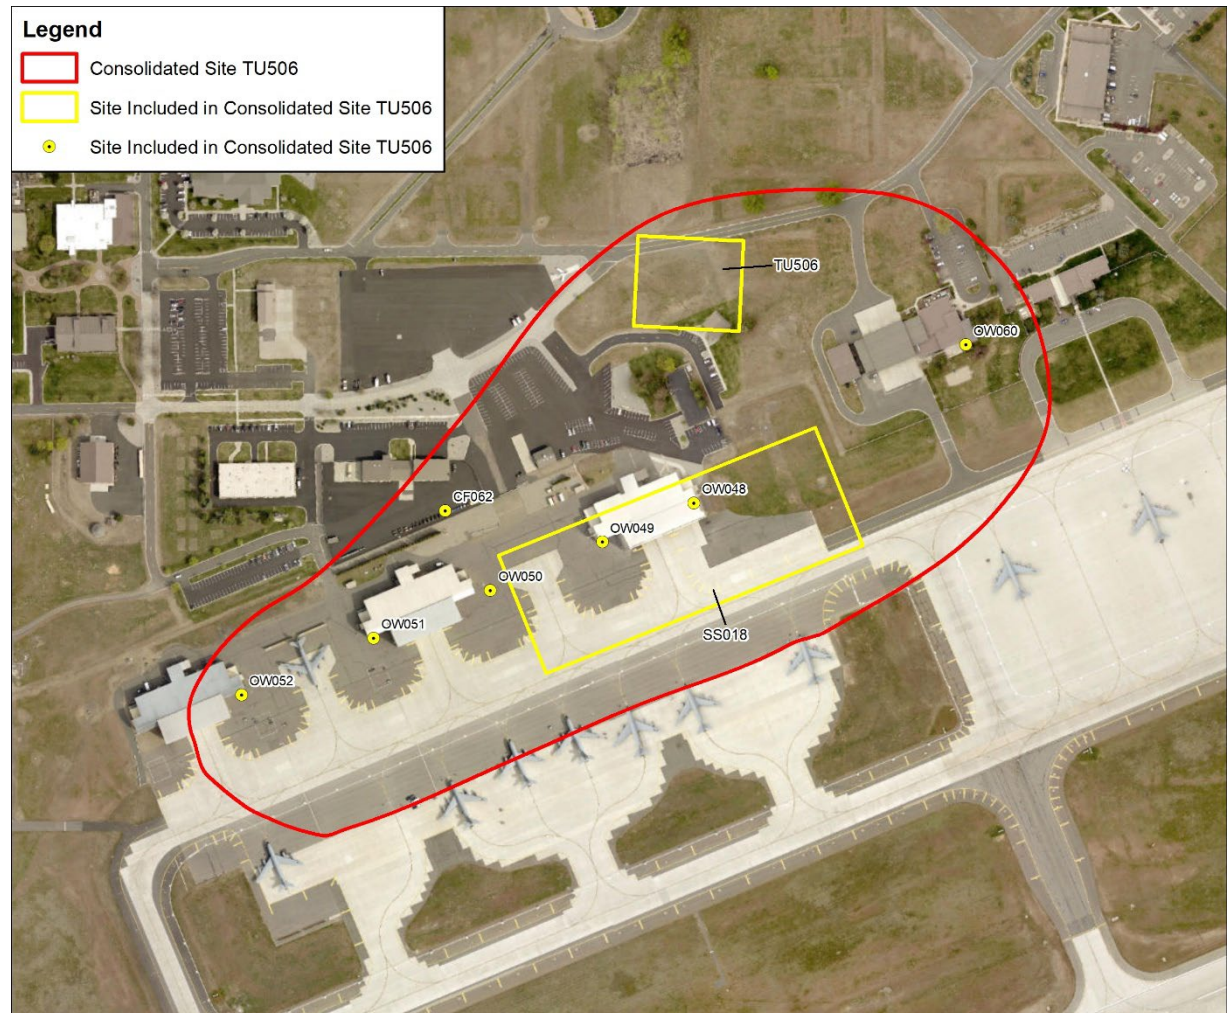 Legend
Consolidated Site TU506
Site Included in Consolidated Site TU506
Site Included in Consolidated Site TU506
TU506
OW060
OW048
CF062
OW049
OW050
SS018
OW051
OW052